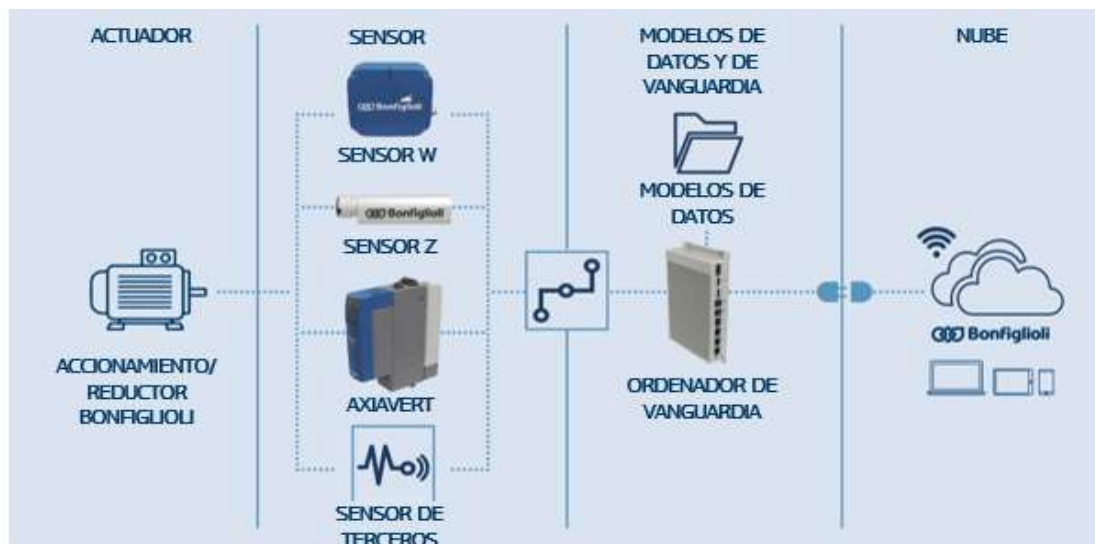 ACTUADOR
SENSOR
MODELOS DE
DATOS Y DE
VANGUARDIA
NUBE
Bonfiglioli
SENSOR W
Bonfiglioli
SENSOR Z
MODELOS DE
DATOS
ACCIONAMIENTO/
REDUCTOR
BONFIGLIOLI
AXIAVERT
SENSOR DE
TERCEROS
ORDENADOR DE
VANGUARDIA
Bonfiglioli